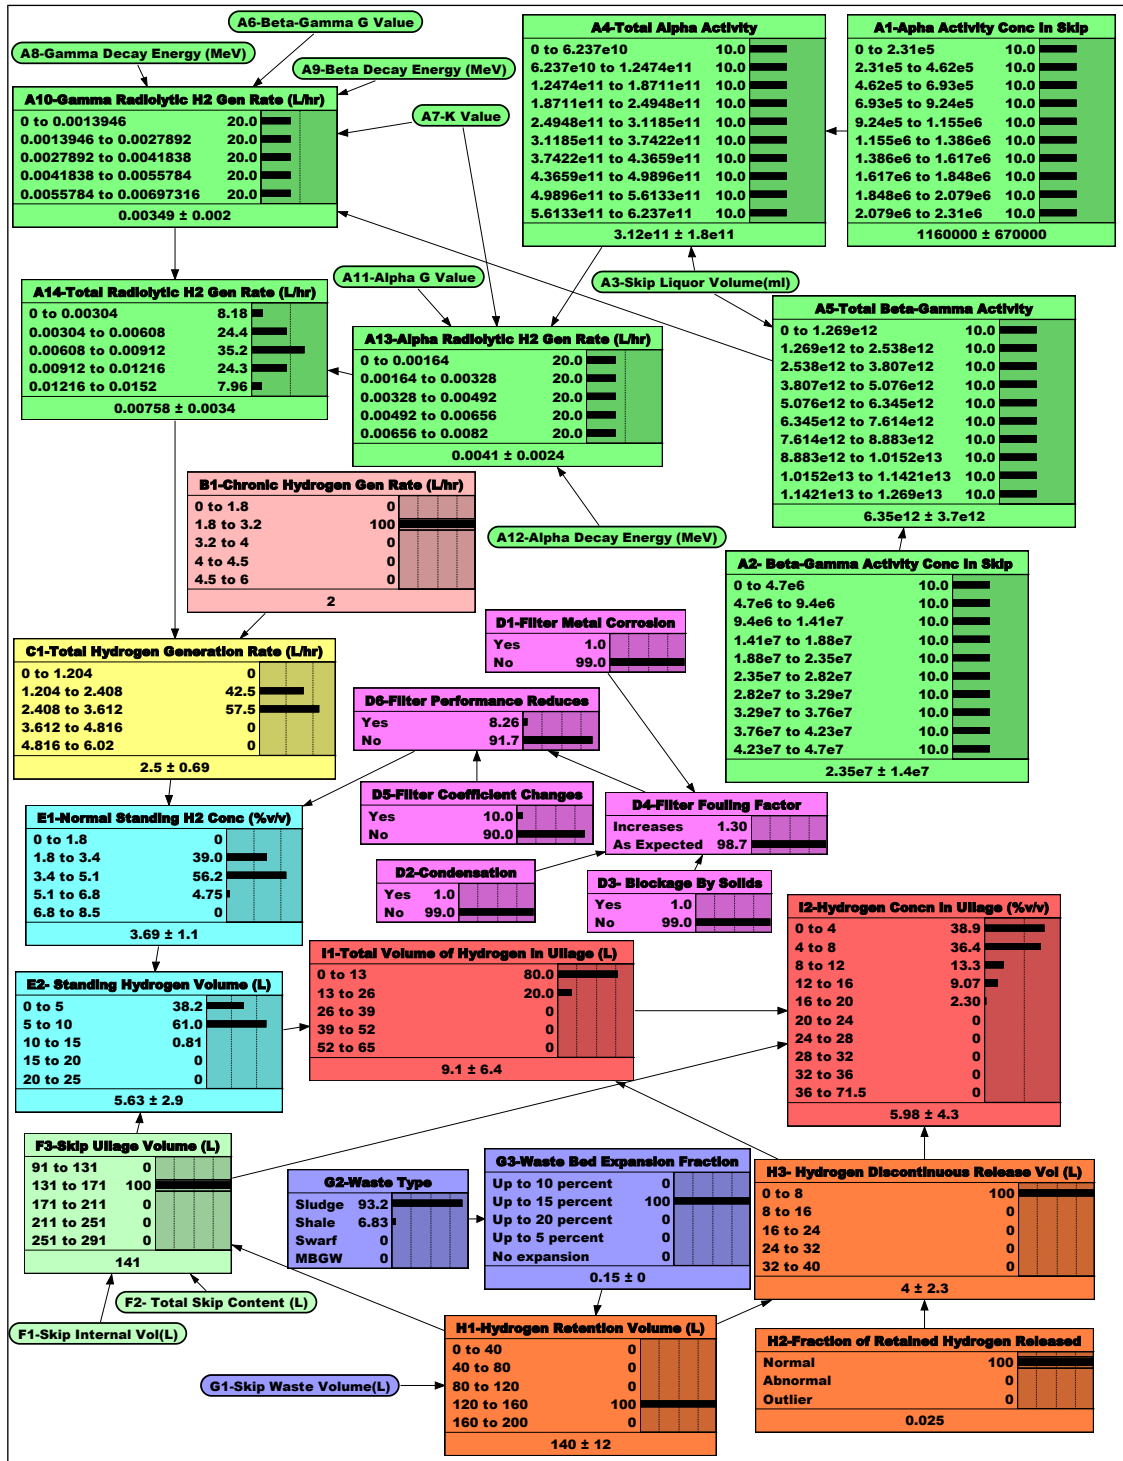 A6-Beta-Gamma G Value
A8-Gamma Decay Energy (MeV)
A9-Beta Decay Energy (MeV)
A7-K Value
A10-Gamma Radiolytic H2 Gen Rate (L/hr)
0 to 0.0013946 20.0
0.0013946 to 0.0027892 20.0
0.0027892 to 0.0041838 20.0
0.0041838 to 0.0055784 20.0
0.0055784 to 0.00697316 20.0
0.00349 ± 0.002
A4-Total Alpha Activity
0 to 6.237e10 10.0
6.237e10 to 1.2474e11 10.0
1.2474e11 to 1.8711e11 10.0
1.8711e11 to 2.4948e11 10.0
2.4948e11 to 3.1185e11 10.0
3.1185e11 to 3.7422e11 10.0
3.7422e11 to 4.3659e11 10.0
4.3659e11 to 4.9896e11 10.0
4.9896e11 to 5.6133e11 10.0
5.6133e11 to 6.237e11 10.0
3.12e11 ± 1.8e11
A1-Apha Activity Conc In Skip
0 to 2.31e5 10.0
2.31e5 to 4.62e5 10.0
4.62e5 to 6.93e5 10.0
6.93e5 to 9.24e5 10.0
9.24e5 to 1.155e6 10.0
1.155e6 to 1.386e6 10.0
1.386e6 to 1.617e6 10.0
1.617e6 to 1.848e6 10.0
1.848e6 to 2.079e6 10.0
2.079e6 to 2.31e6 10.0
1160000 ± 670000
A11-Alpha G Value
A3-Skip Liquor Volume(ml)
A14-Total Radiolytic H2 Gen Rate (L/hr)
0 to 0.00304 8.18
0.00304 to 0.00608 24.4
0.00608 to 0.00912 35.2
0.00912 to 0.01216 24.3
0.01216 to 0.0152 7.96
0.00758 ± 0.0034
A13-Alpha Radiolytic H2 Gen Rate (L/hr)
0 to 0.00164 20.0
0.00164 to 0.00328 20.0
0.00328 to 0.00492 20.0
0.00492 to 0.00656 20.0
0.00656 to 0.0082 20.0
0.0041 ± 0.0024
A5-Total Beta-Gamma Activity
0 to 1.269e12 10.0
1.269e12 to 2.538e12 10.0
2.538e12 to 3.807e12 10.0
3.807e12 to 5.076e12 10.0
5.076e12 to 6.345e12 10.0
6.345e12 to 7.614e12 10.0
7.614e12 to 8.883e12 10.0
8.883e12 to 1.0152e13 10.0
1.0152e13 to 1.1421e13 10.0
1.1421e13 to 1.269e13 10.0
6.35e12 ± 3.7e12
B1-Chronic Hydrogen Gen Rate (L/hr)
0 to 1.8 0
1.8 to 3.2 100
3.2 to 4 0
4 to 4.5 0
4.5 to 6 0
2
A12-Alpha Decay Energy (MeV)
A2- Beta-Gamma Activity Conc In Skip
0 to 4.7e6 10.0
4.7e6 to 9.4e6 10.0
9.4e6 to 1.41e7 10.0
1.41e7 to 1.88e7 10.0
1.88e7 to 2.35e7 10.0
2.35e7 to 2.82e7 10.0
2.82e7 to 3.29e7 10.0
3.29e7 to 3.76e7 10.0
3.76e7 to 4.23e7 10.0
4.23e7 to 4.7e7 10.0
2.35e7 ± 1.4e7
C1-Total Hydrogen Generation Rate (L/hr)
0 to 1.204 0
1.204 to 2.408 42.5
2.408 to 3.612 57.5
3.612 to 4.816 0
4.816 to 6.02 0
2.5 ± 0.69
D1-Filter Metal Corrosion
Yes 1.0
No 99.0
D6-Filter Performance Reduces
Yes 8.26
No 91.7
D5-Filter Coefficient Changes
Yes 10.0
No 90.0
D4-Filter Fouling Factor
Increases 1.30
As Expected 98.7
D2-Condensation
Yes 1.0
No 99.0
D3- Blockage By Solids
Yes 1.0
No 99.0
E1-Normal Standing H2 Conc (%v/v)
0 to 1.8 0
1.8 to 3.4 39.0
3.4 to 5.1 56.2
5.1 to 6.8 4.75
6.8 to 8.5 0
3.69 ± 1.1
E2- Standing Hydrogen Volume (L)
0 to 5 38.2
5 to 10 61.0
10 to 15 0.81
15 to 20 0
20 to 25 0
5.63 ± 2.9
I1-Total Volume of Hydrogen in Ullage (L)
0 to 13 80.0
13 to 26 20.0
26 to 39 0
39 to 52 0
52 to 65 0
9.1 ± 6.4
I2-Hydrogen Concn In Ullage (%v/v)
0 to 4 38.9
4 to 8 36.4
8 to 12 13.3
12 to 16 9.07
16 to 20 2.30
20 to 24 0
24 to 28 0
28 to 32 0
32 to 36 0
36 to 71.5 0
5.98 ± 4.3
F3-Skip Ullage Volume (L)
91 to 131 0
131 to 171 100
171 to 211 0
211 to 251 0
251 to 291 0
141
G2-Waste Type
Sludge 93.2
Shale 6.83
Swarf 0
MBGW 0
G3-Waste Bed Expansion Fraction
Up to 10 percent 0
Up to 15 percent 100
Up to 20 percent 0
Up to 5 percent 0
No expansion 0
0.15 ± 0
H3- Hydrogen Discontinuous Release Vol (L)
0 to 8 100
8 to 16 0
16 to 24 0
24 to 32 0
32 to 40 0
4 ± 2.3
F2- Total Skip Content (L)
F1-Skip Internal Vol(L)
G1-Skip Waste Volume(L)
H1-Hydrogen Retention Volume (L)
0 to 40 0
40 to 80 0
80 to 120 0
120 to 160 100
160 to 200 0
140 ± 12
H2-Fraction of Retained Hydrogen Released
Normal 100
Abnormal 0
Outlier 0
0.025